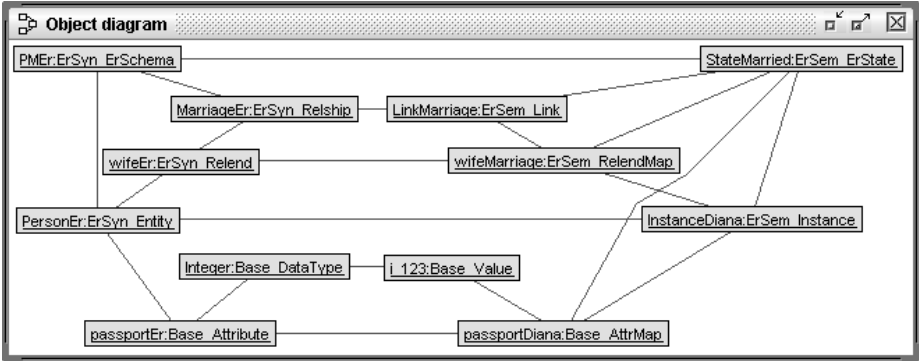 Object diagram
PMEr:ErSyn_ErSchema
StateMarried:ErSem_ErState
MarriageEr:ErSyn_Relship
LinkMarriage:ErSem_Link
wifeEr:ErSyn_Relend
wifeMarriage:ErSem_RelendMap
PersonEr:ErSyn_Entity
InstanceDiana:ErSem_Instance
Integer:Base_DataType
i_123:Base_Value
passportEr:Base_Attribute
passportDiana:Base_AttrMap